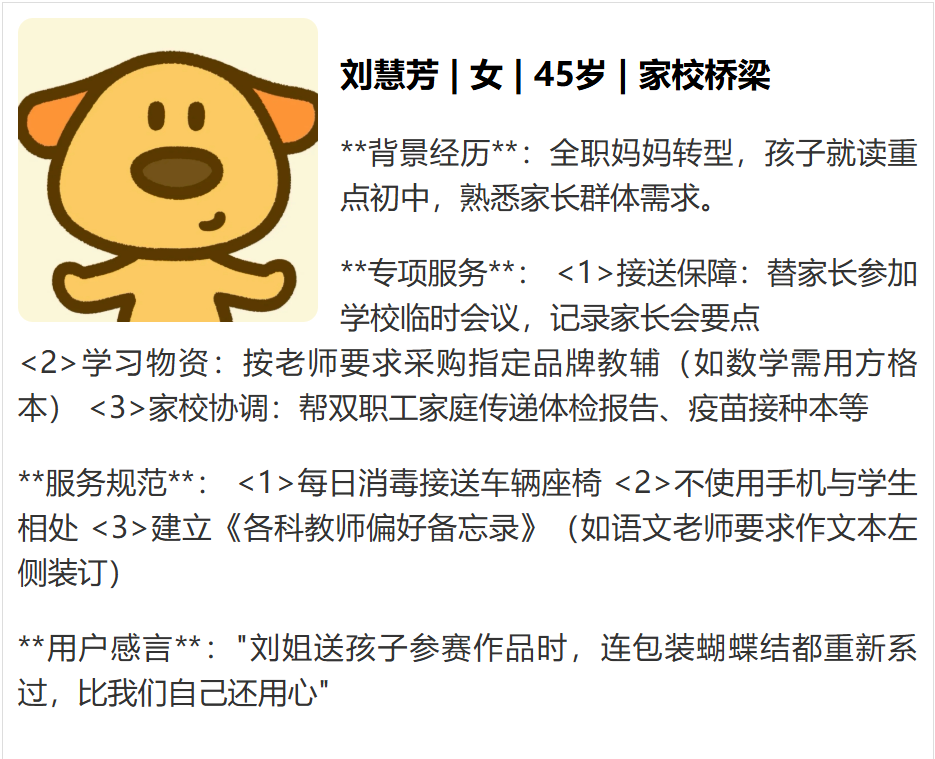 刘慧芳 | 女 | 45岁 | 家校桥梁
**背景经历**：全职妈妈转型，孩子就读重
点初中，熟悉家长群体需求。
**专项服务**： <1>接送保障：替家长参加
学校临时会议，记录家长会要点
<2>学习物资：按老师要求采购指定品牌教辅（如数学需用方格
本） <3>家校协调：帮双职工家庭传递体检报告、疫苗接种本等
**服务规范**： <1>每日消毒接送车辆座椅 <2>不使用手机与学生
相处 <3>建立《各科教师偏好备忘录》（如语文老师要求作文本左
侧装订）
**用户感言**："刘姐送孩子参赛作品时，连包装蝴蝶结都重新系
过，比我们自己还用心"